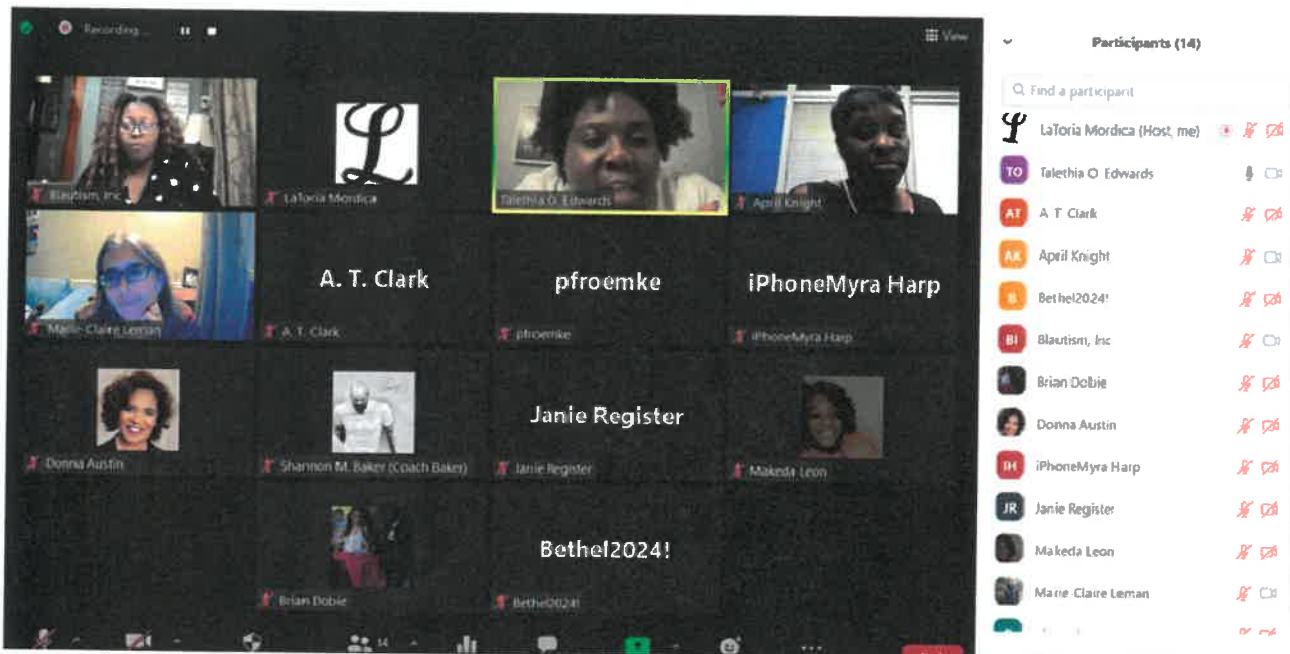 Recording...
View
Blautism, Inc
L
LaToria Mordica
Talethia O. Edwards
April Knight
Marie-Claire Leman
A. T. Clark
A. T. Clark
pfroemke
pfroemke
iPhoneMyra Harp
iPhoneMyra Harp
Donna Austin
Shannon M. Baker (Coach Baker)
Janie Register
Janie Register
Makeda Leon
Brian Dobie
Bethel2024!
Bethel2024!
14
Participants (14)
Find a participant
LaToria Mordica (Host, me)
TO Talethia O. Edwards
AT A. T. Clark
AK April Knight
B Bethel2024!
BI Blautism, Inc
Brian Dobie
Donna Austin
IH iPhoneMyra Harp
JR Janie Register
Makeda Leon
Marie-Claire Leman